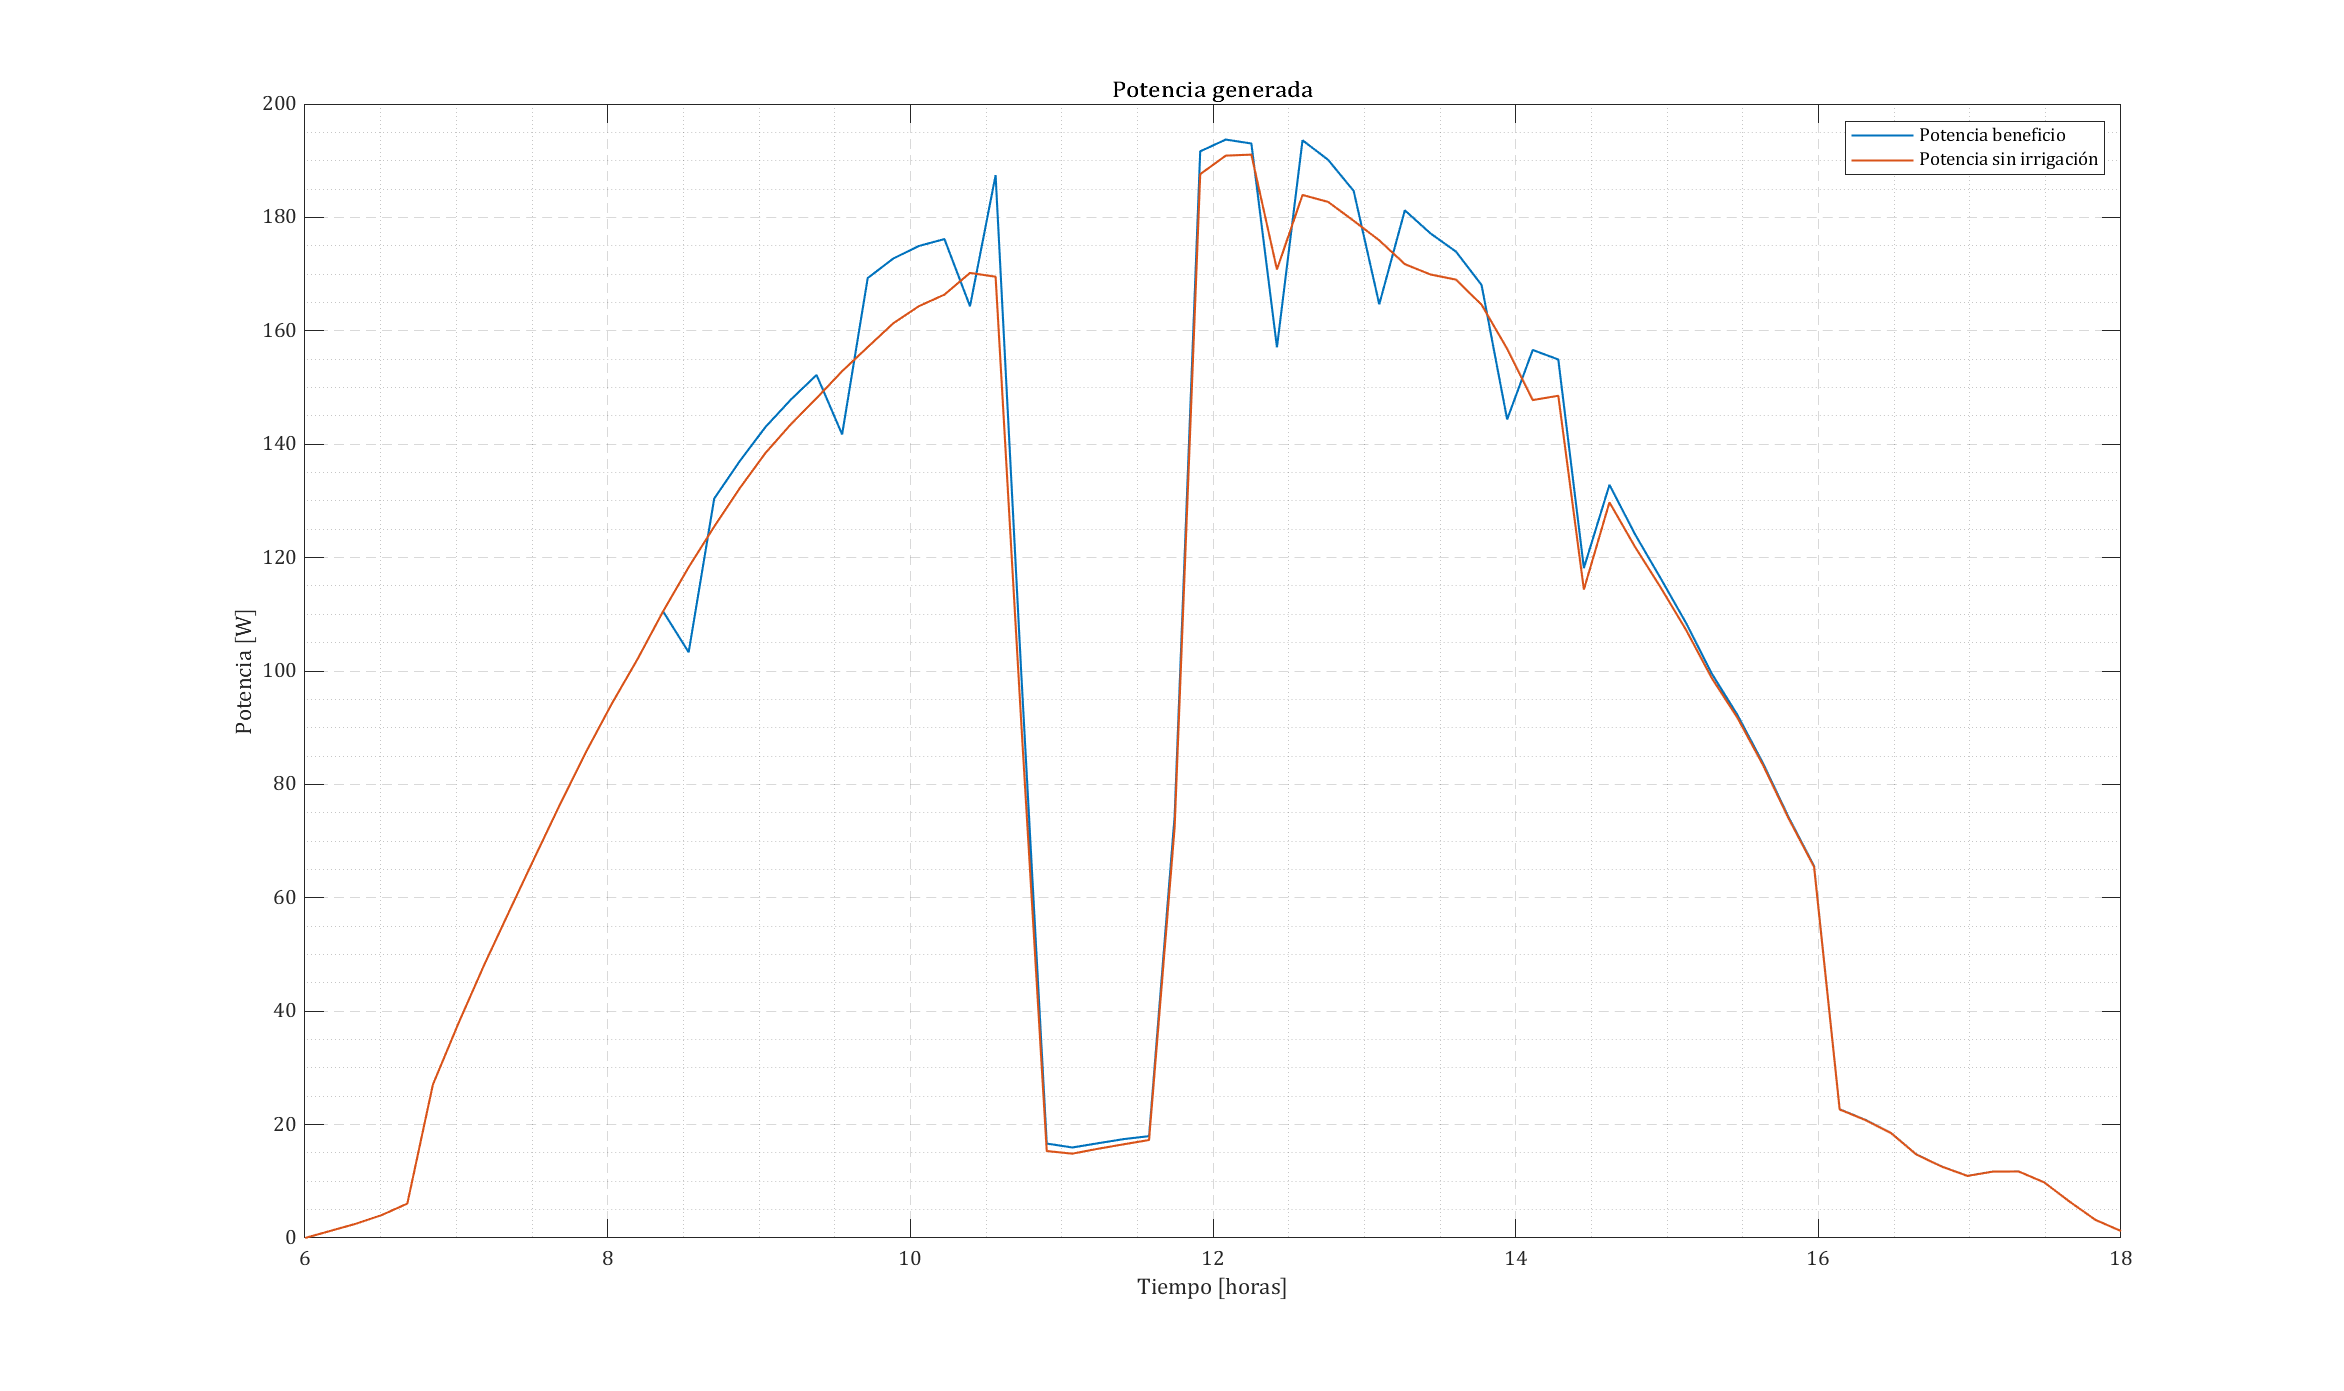 Potencia generada
200
180
160
140
120
100
80
60
40
20
0
Potencia [W]
Potencia beneficio
Potencia sin irrigación
6 8 10 12 14 16 18
Tiempo [horas]